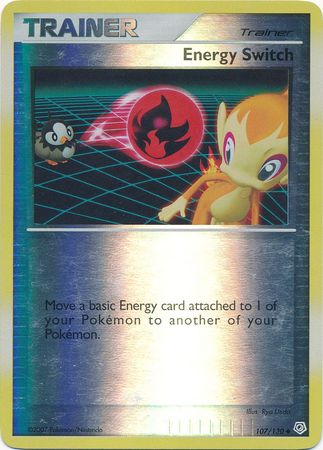 TRAINER
Trainer
Energy Switch
Move a basic Energy card attached to 1 of
your Pokémon to another of your
Pokémon.
Illus. Ryo Ueda
©2007 Pokémon/Nintendo
107/130